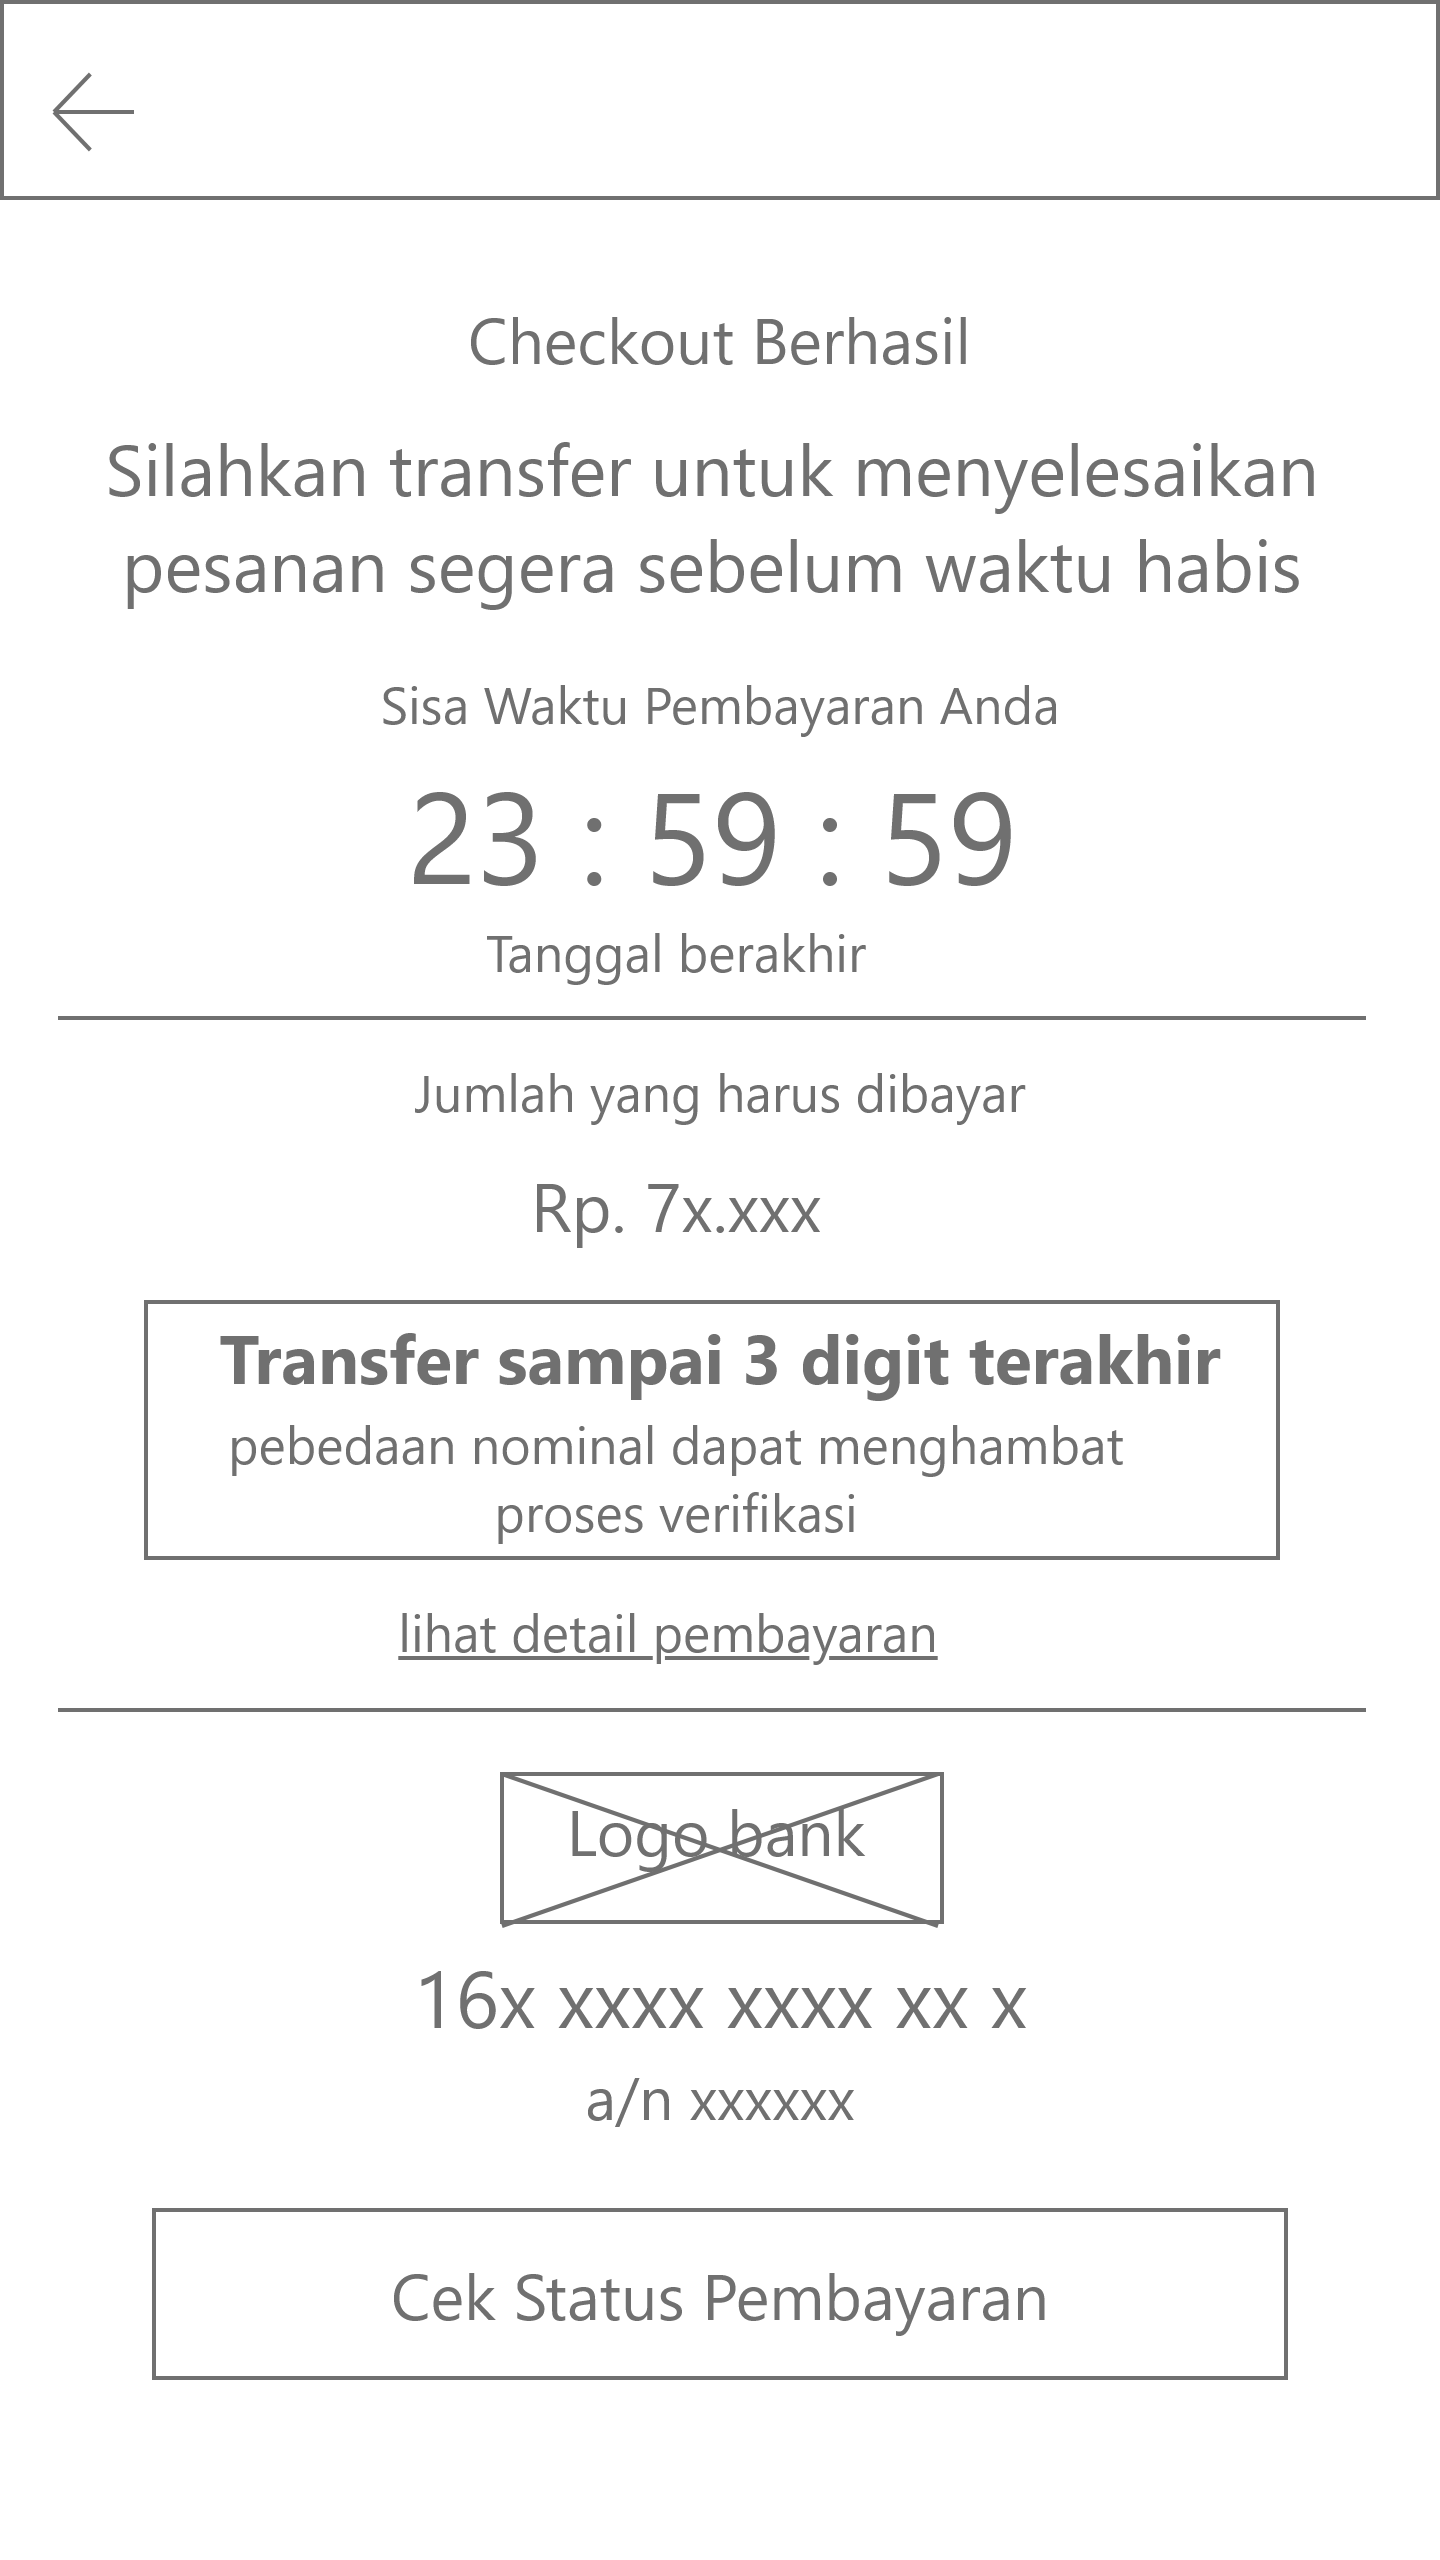 Checkout Berhasil
Silahkan transfer untuk menyelesaikan
pesanan segera sebelum waktu habis
Sisa Waktu Pembayaran Anda
23 : 59 : 59
Tanggal berakhir
Jumlah yang harus dibayar
Rp. 7x.xxx
Transfer sampai 3 digit terakhir
pebedaan nominal dapat menghambat
proses verifikasi
lihat detail pembayaran
Logo bank
16x xxxx xxxx xx x
a/n xxxxxx
Cek Status Pembayaran